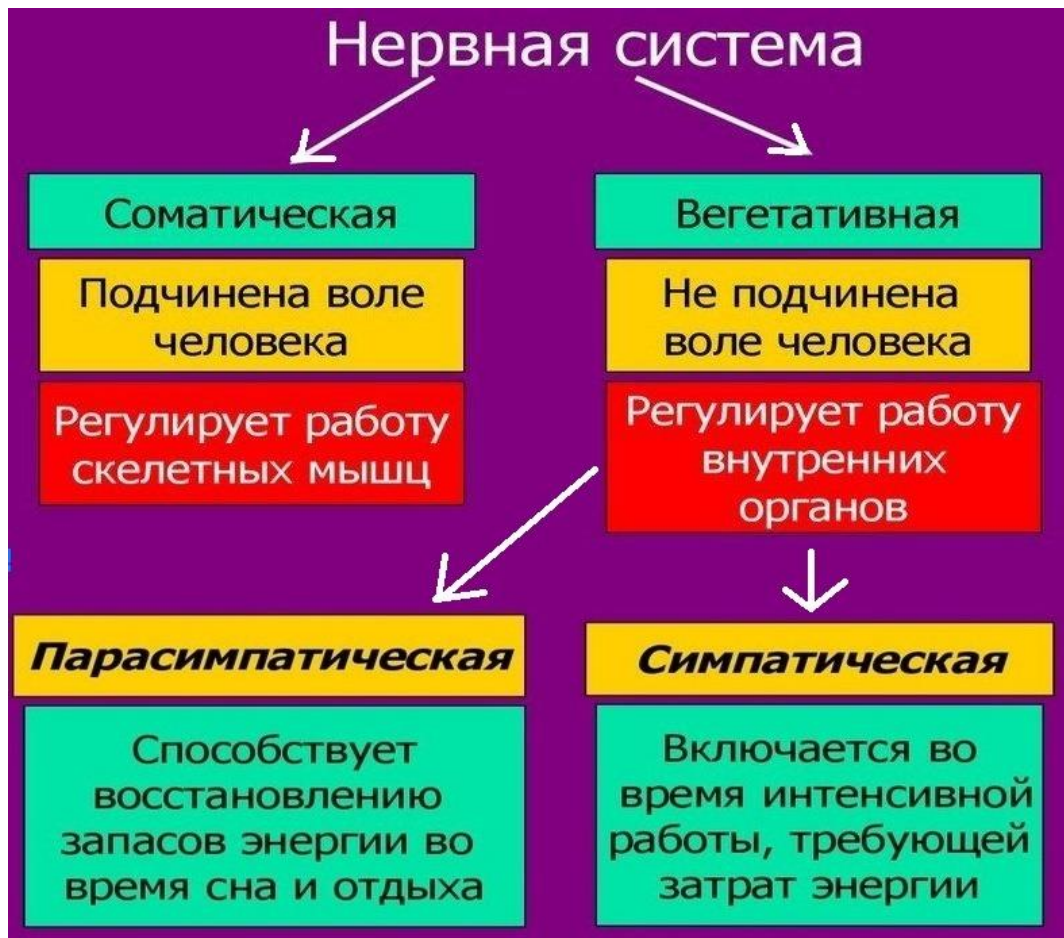 Нервная система
Соматическая
Подчинена воле
человека
Регулирует работу
скелетных мышц
Вегетативная
Не подчинена
воле человека
Регулирует работу
внутренних
органов
Парасимпатическая
Способствует
восстановлению
запасов энергии во
время сна и отдыха
Симпатическая
Включается во
время интенсивной
работы, требующей
затрат энергии